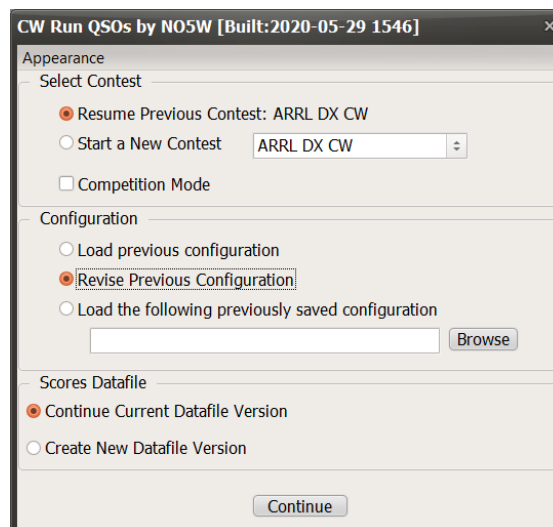 CW Run QSOs by NO5W [Built:2020-05-29 1546]
Appearance
Select Contest
Resume Previous Contest: ARRL DX CW
Start a New Contest ARRL DX CW
Competition Mode
Configuration
Load previous configuration
Revise Previous Configuration
Load the following previously saved configuration
Browse
Scores Datafile
Continue Current Datafile Version
Create New Datafile Version
Continue